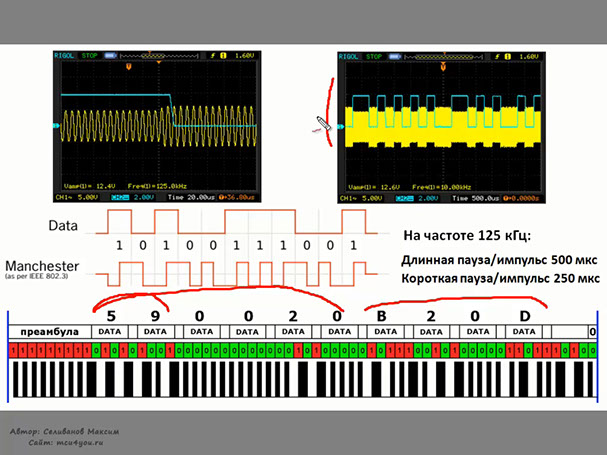 RIGOL STOP 1.60V
RIGOL STOP 1.60V
Vamp(1)= 12.4V Freq(1)=125.0kHz
CH1~ 5.00V CH2= 2.00V Time 20.00us +56.00us
Vamp(1)= 12.6V Freq(1)=10.00kHz
CH1~ 5.00V CH2= 2.00V Time 500.0us 0.0000s
Data
1 0 1 0 0 1 1 1 0 0 1
Manchester
(as per IEEE 802.3)
На частоте 125 кГц:
Длинная пауза/импульс 500 мкс
Короткая пауза/импульс 250 мкс
5 9 0 0 2 0 B 2 0 D
преамбула DATA DATA DATA DATA DATA DATA DATA DATA DATA DATA 0
Автор: Селиванов Максим
Сайт: mcu4you.ru